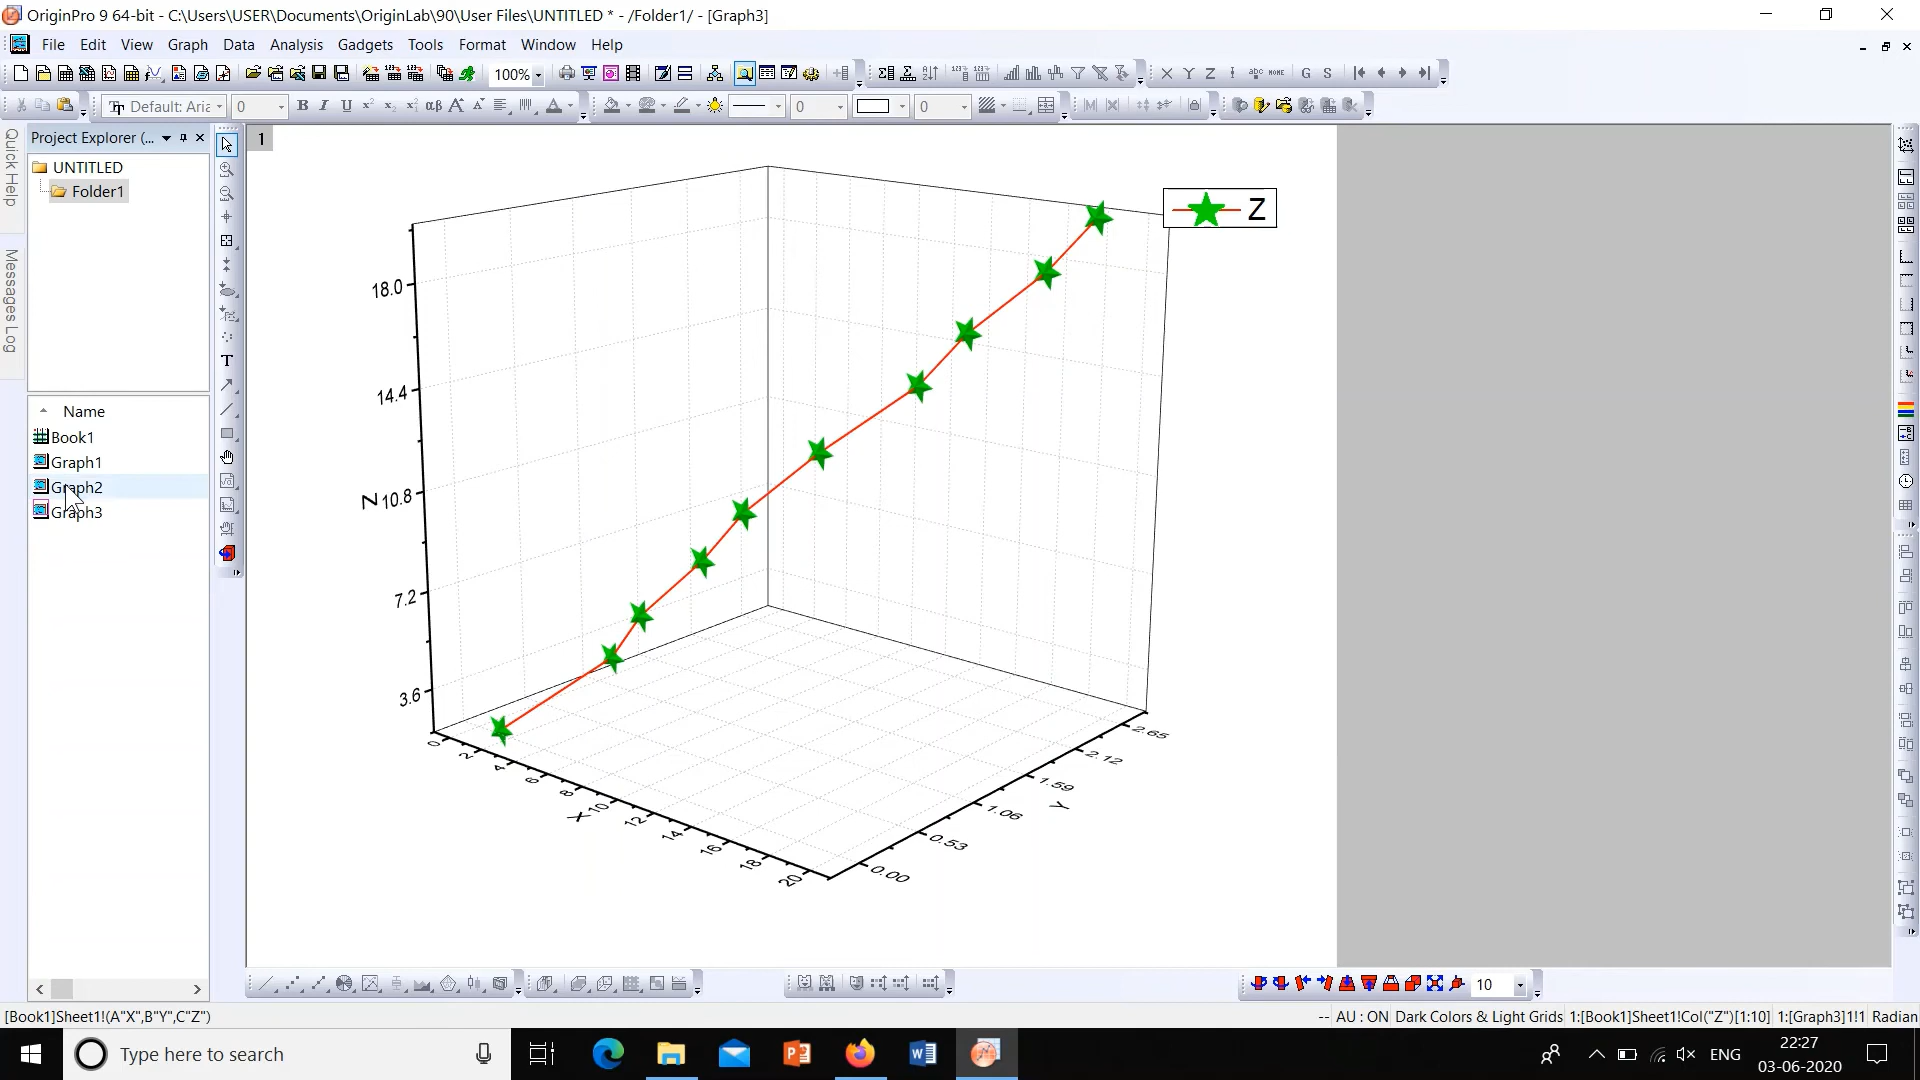 OriginPro 9 64-bit - C:\Users\USER\Documents\OriginLab\90\User Files\UNTITLED * - /Folder1/ - [Graph3]
File Edit View Graph Data Analysis Gadgets Tools Format Window Help
100%
X Y Z
G S
Default: Aria
0
B I U
αβ
0
0
Quick Help
Messages Log
Project Explorer (...
UNTITLED
Folder1
Name
Book1
Graph1
Graph2
Graph3
T
1
Z
18.0
14.4
Z
10.8
7.2
3.6
0
2
4
6
8
10
12
14
16
18
20
X
0.00
0.53
1.06
1.59
2.12
2.65
Y
10
[Book1]Sheet1!(A"X",B"Y",C"Z")
-- AU : ON Dark Colors & Light Grids 1:[Book1]Sheet1!Col("Z")[1:10] 1:[Graph3]1!1 Radian
Type here to search
ENG
22:27
03-06-2020